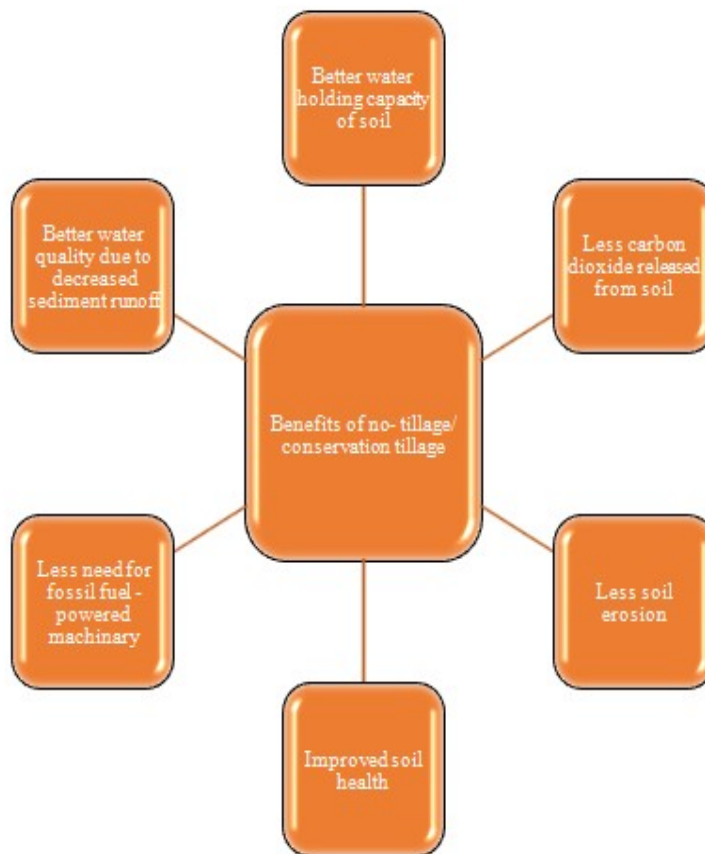 Better water
holding capacity
of soil
Better water
quality due to
decreased
sediment runoff
Less carbon
dioxide released
from soil
Benefits of no- tillage/
conservation tillage
Less need for
fossil fuel -
powered
machinary
Less soil
erosion
Improved soil
health